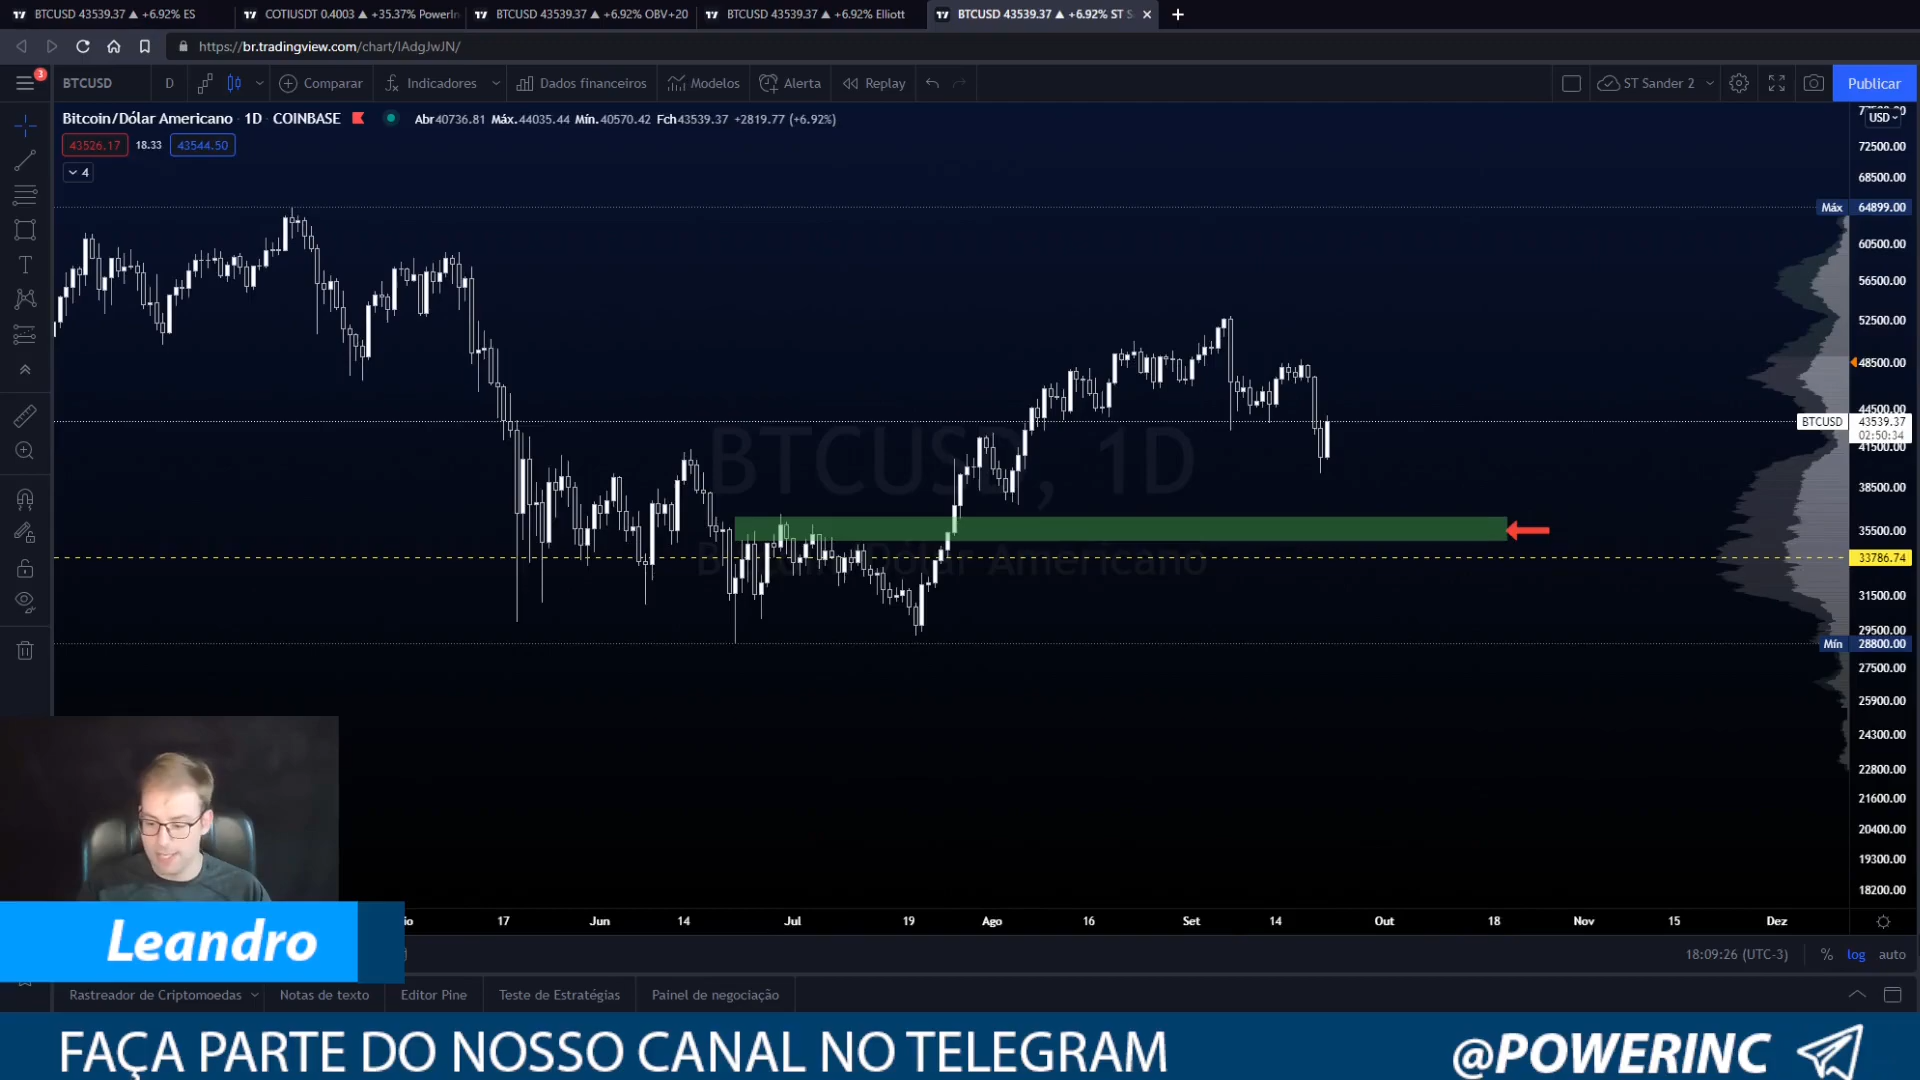 BTCUSD 43539.37 ▲ +6.92% ES
COTIUSDT 0.4003 ▲ +35.37% PowerIn
BTCUSD 43539.37 ▲ +6.92% OBV+20
BTCUSD 43539.37 ▲ +6.92% Elliott
BTCUSD 43539.37 ▲ +6.92% ST S
https://br.tradingview.com/chart/lAdgJwJN/
3
BTCUSD
D
Comparar
Indicadores
Dados financeiros
Modelos
Alerta
Replay
ST Sander 2
Publicar
Bitcoin/Dólar Americano · 1D · COINBASE
Abr40736.81 Máx.44035.44 Mín.40570.42 Fch43539.37 +2819.77 (+6.92%)
43526.17 18.33 43544.50
4
USD
72500.00
68500.00
Máx 64899.00
60500.00
56500.00
52500.00
48500.00
44500.00
BTCUSD 43539.37
02:50:34
41500.00
38500.00
35500.00
33786.74
31500.00
29500.00
Mín 28800.00
27500.00
25900.00
24300.00
22800.00
21600.00
20400.00
19300.00
18200.00
BTCUSD, 1D
Bitcoin/Dólar Americano
17 Jun 14 Jul 19 Ago 16 Set 14 Out 18 Nov 15 Dez
Leandro
18:09:26 (UTC-3) % log auto
Rastreador de Criptomoedas
Notas de texto
Editor Pine
Teste de Estratégias
Painel de negociação
FAÇA PARTE DO NOSSO CANAL NO TELEGRAM
@POWERINC